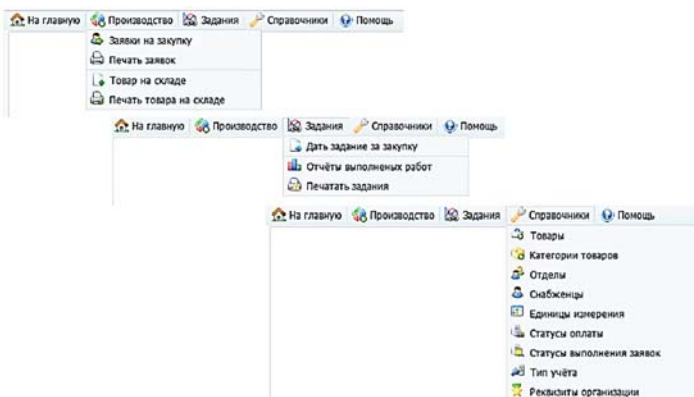 На главную Производство Задания Справочники Помощь
Заявки на закупку
Печать заявок
Товар на складе
Печать товара на складе
На главную Производство Задания Справочники Помощь
Дать задание за закупку
Отчёты выполненых работ
Печатать задания
На главную Производство Задания Справочники Помощь
Товары
Категории товаров
Отделы
Снабженцы
Единицы измерения
Статусы оплаты
Статусы выполнения заявок
Тип учёта
Реквизиты организации